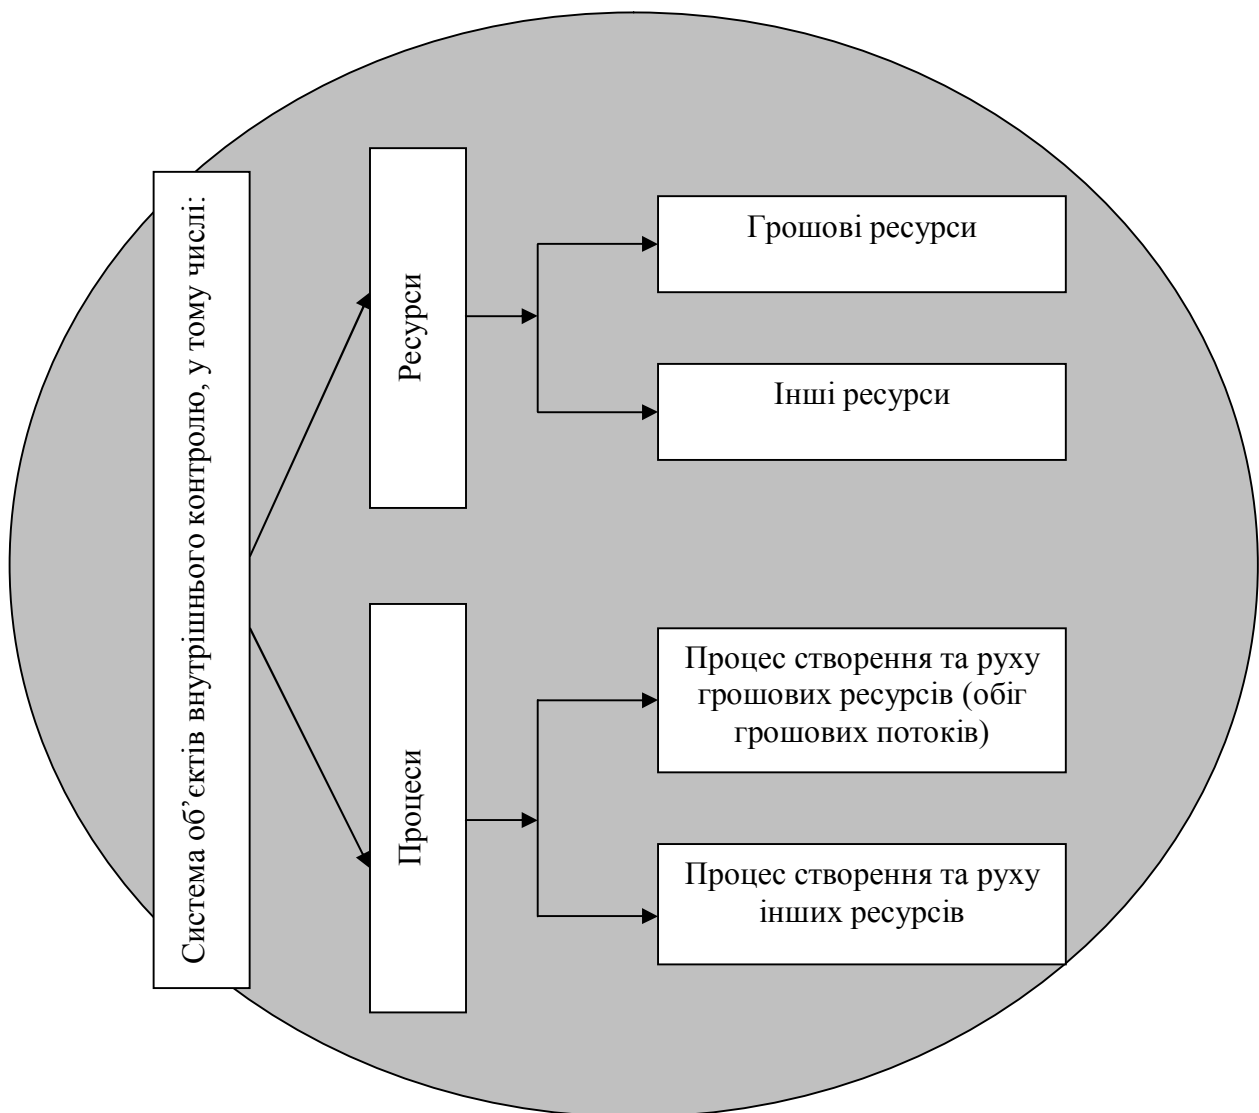 Система об’єктів внутрішнього контролю, у тому числі:
Ресурси
Грошові ресурси
Інші ресурси
Процеси
Процес створення та руху
грошових ресурсів (обіг
грошових потоків)
Процес створення та руху
інших ресурсів